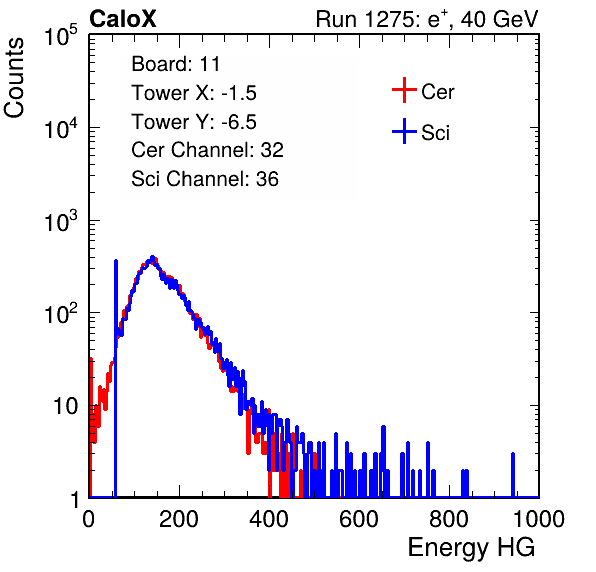 CaloX Run 1275: e⁺, 40 GeV
Board: 11
Tower X: -1.5
Tower Y: -6.5
Cer Channel: 32
Sci Channel: 36
Cer
Sci
Counts
10⁵
10⁴
10³
10²
10
1
0 200 400 600 800 1000
Energy HG